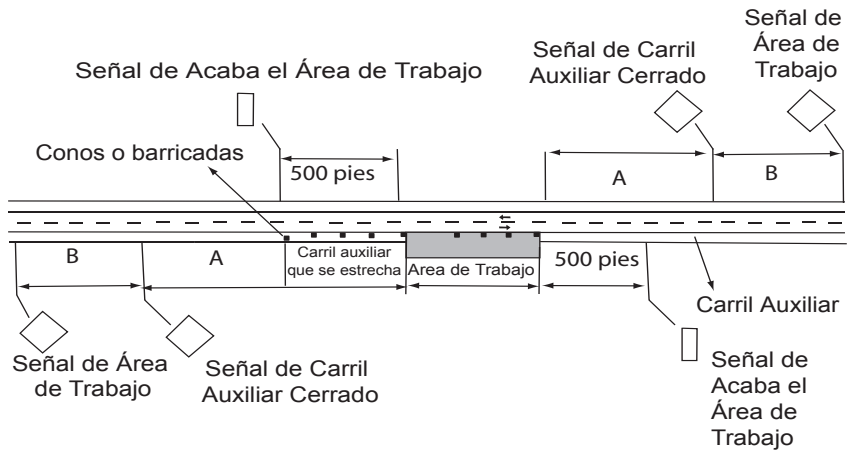 Señal de
Área de
Trabajo
Señal de Carril
Auxiliar Cerrado
Señal de Acaba el Área de Trabajo
Conos o barricadas
500 pies
A
B
B
A
Carril auxiliar
que se estrecha
Area de Trabajo
500 pies
Carril Auxiliar
Señal de Área
de Trabajo
Señal de Carril
Auxiliar Cerrado
Señal de
Acaba el
Área de
Trabajo